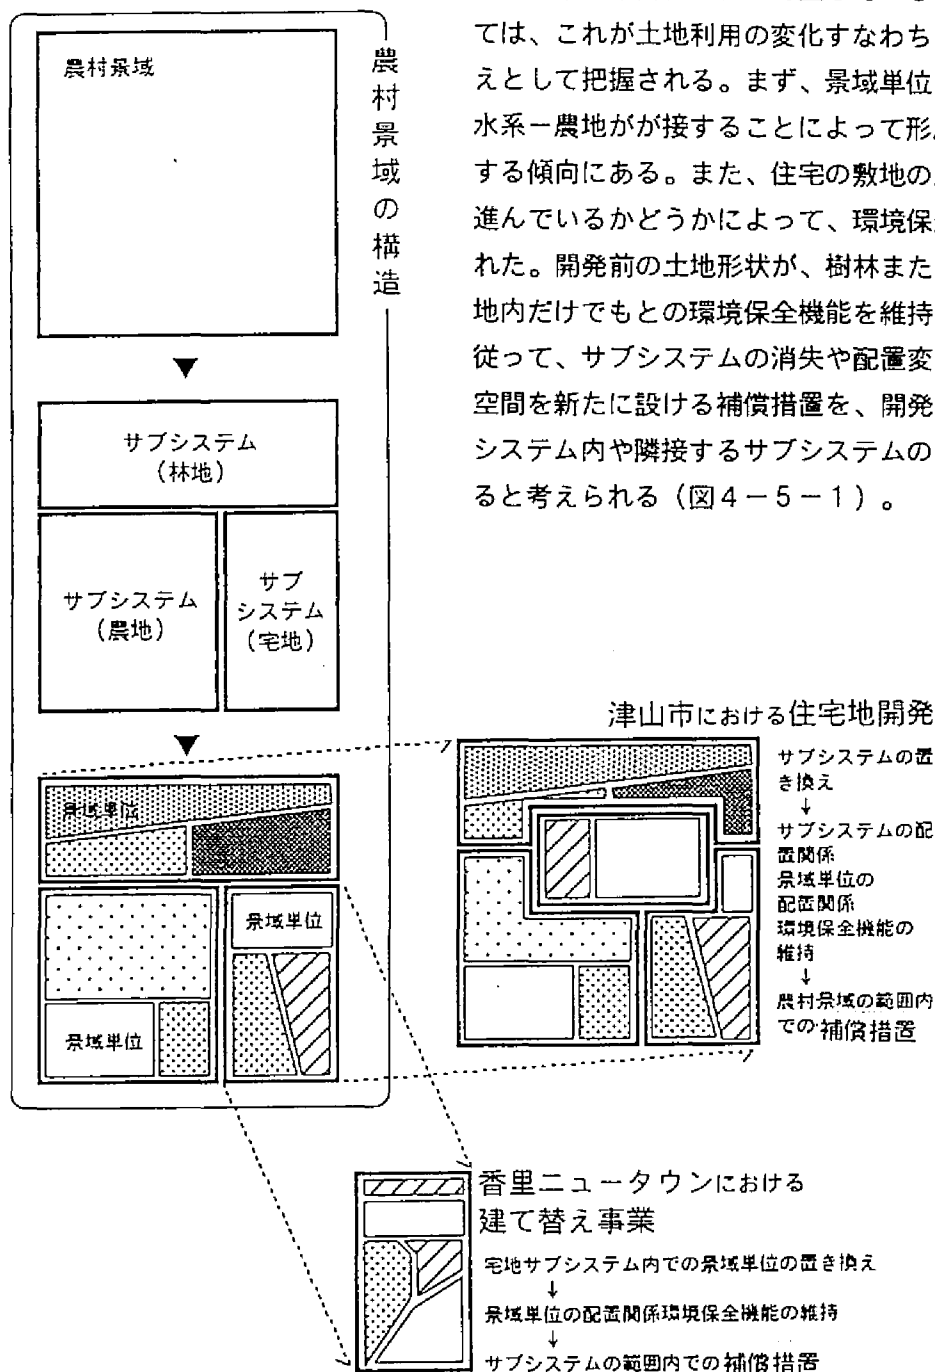 ては、これが土地利用の変化すなわち
えとして把握される。まず、景域単位
水系－農地がが接することによって形
する傾向にある。また、住宅の敷地の
進んでいるかどうかによって、環境保
れた。開発前の土地形状が、樹林また
地内だけでもとの環境保全機能を維持
従って、サブシステムの消失や配置変
空間を新たに設ける補償措置を、開発
システム内や隣接するサブシステムの
ると考えられる（図４－５－１）。
農村景域の構造
農村景域
サブシステム
（林地）
サブシステム
（農地）
サブ
システム
（宅地）
景域単位
景域単位
景域単位
津山市における住宅地開発
サブシステムの置
き換え
↓
サブシステムの配
置関係
景域単位の
配置関係
環境保全機能の
維持
↓
農村景域の範囲内
での補償措置
香里ニュータウンにおける
建て替え事業
宅地サブシステム内での景域単位の置き換え
↓
景域単位の配置関係環境保全機能の維持
↓
サブシステムの範囲内での補償措置